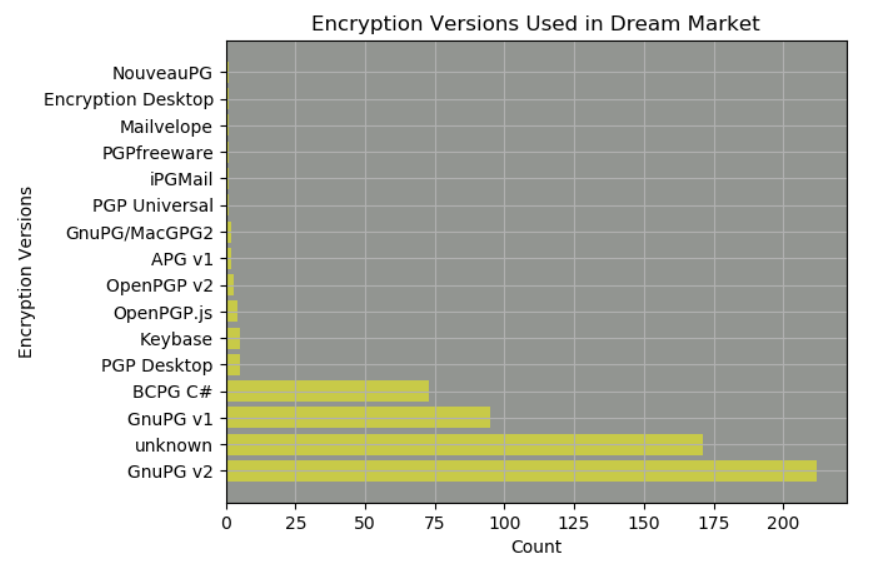 Encryption Versions Used in Dream Market
NouveauPG
Encryption Desktop
Mailvelope
PGPfreeware
iPGMail
PGP Universal
GnuPG/MacGPG2
APG v1
OpenPGP v2
OpenPGP.js
Keybase
PGP Desktop
BCPG C#
GnuPG v1
unknown
GnuPG v2
Encryption Versions
0 25 50 75 100 125 150 175 200
Count